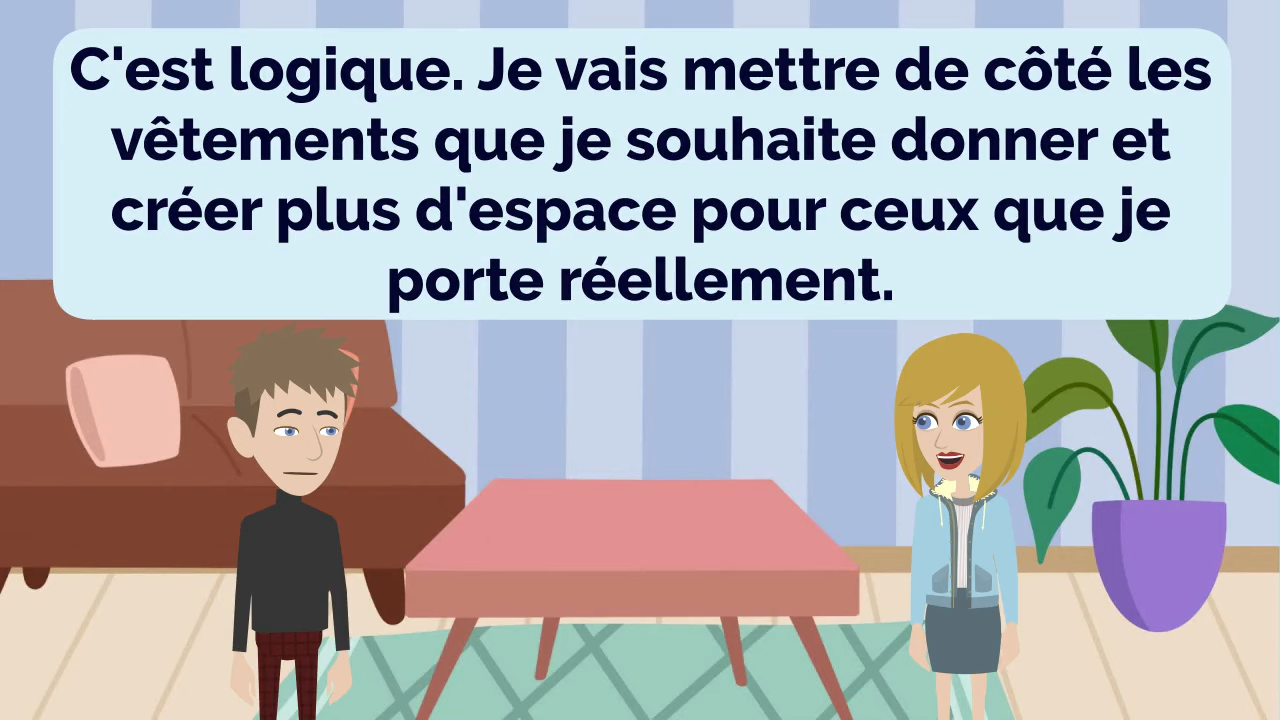 C'est logique. Je vais mettre de côté les
vêtements que je souhaite donner et
créer plus d'espace pour ceux que je
porte réellement.